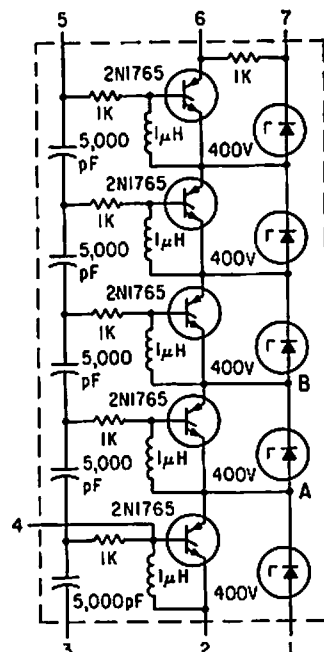 5 6 7
2N1765 1K
1K
5,000 pF
1µH
400V
2N1765
1K
5,000 pF
1µH
400V
2N1765
1K
5,000 pF
1µH
400V
B
2N1765
1K
5,000 pF
1µH
400V
A
4
2N1765
1K
5,000pF
1µH
400V
3 2 1